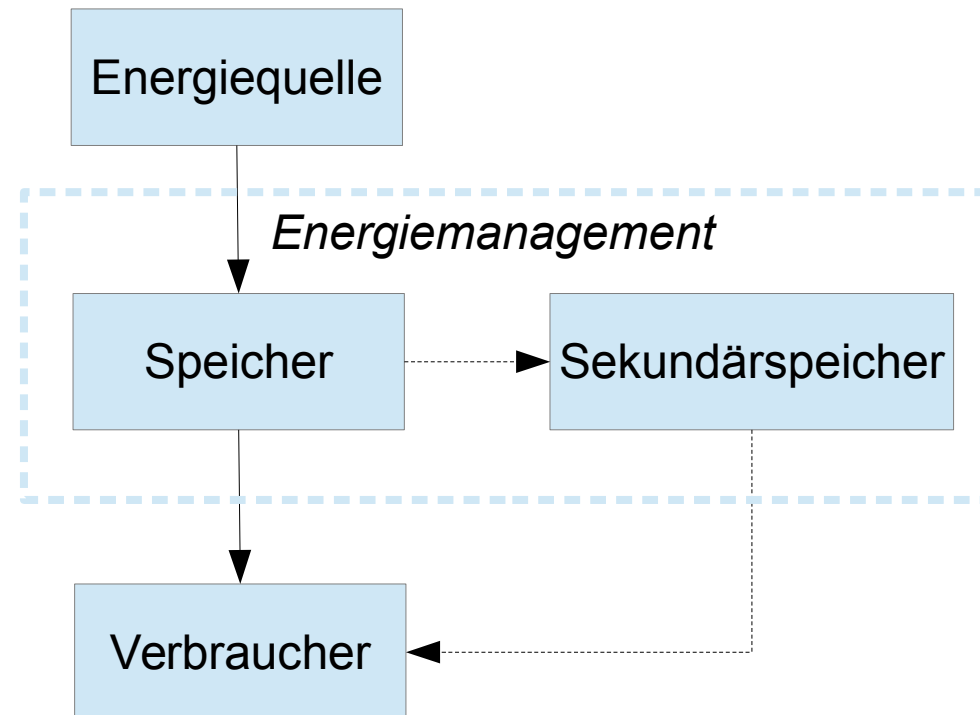 Energiequelle
Energiemanagement
Speicher
Sekundärspeicher
Verbraucher